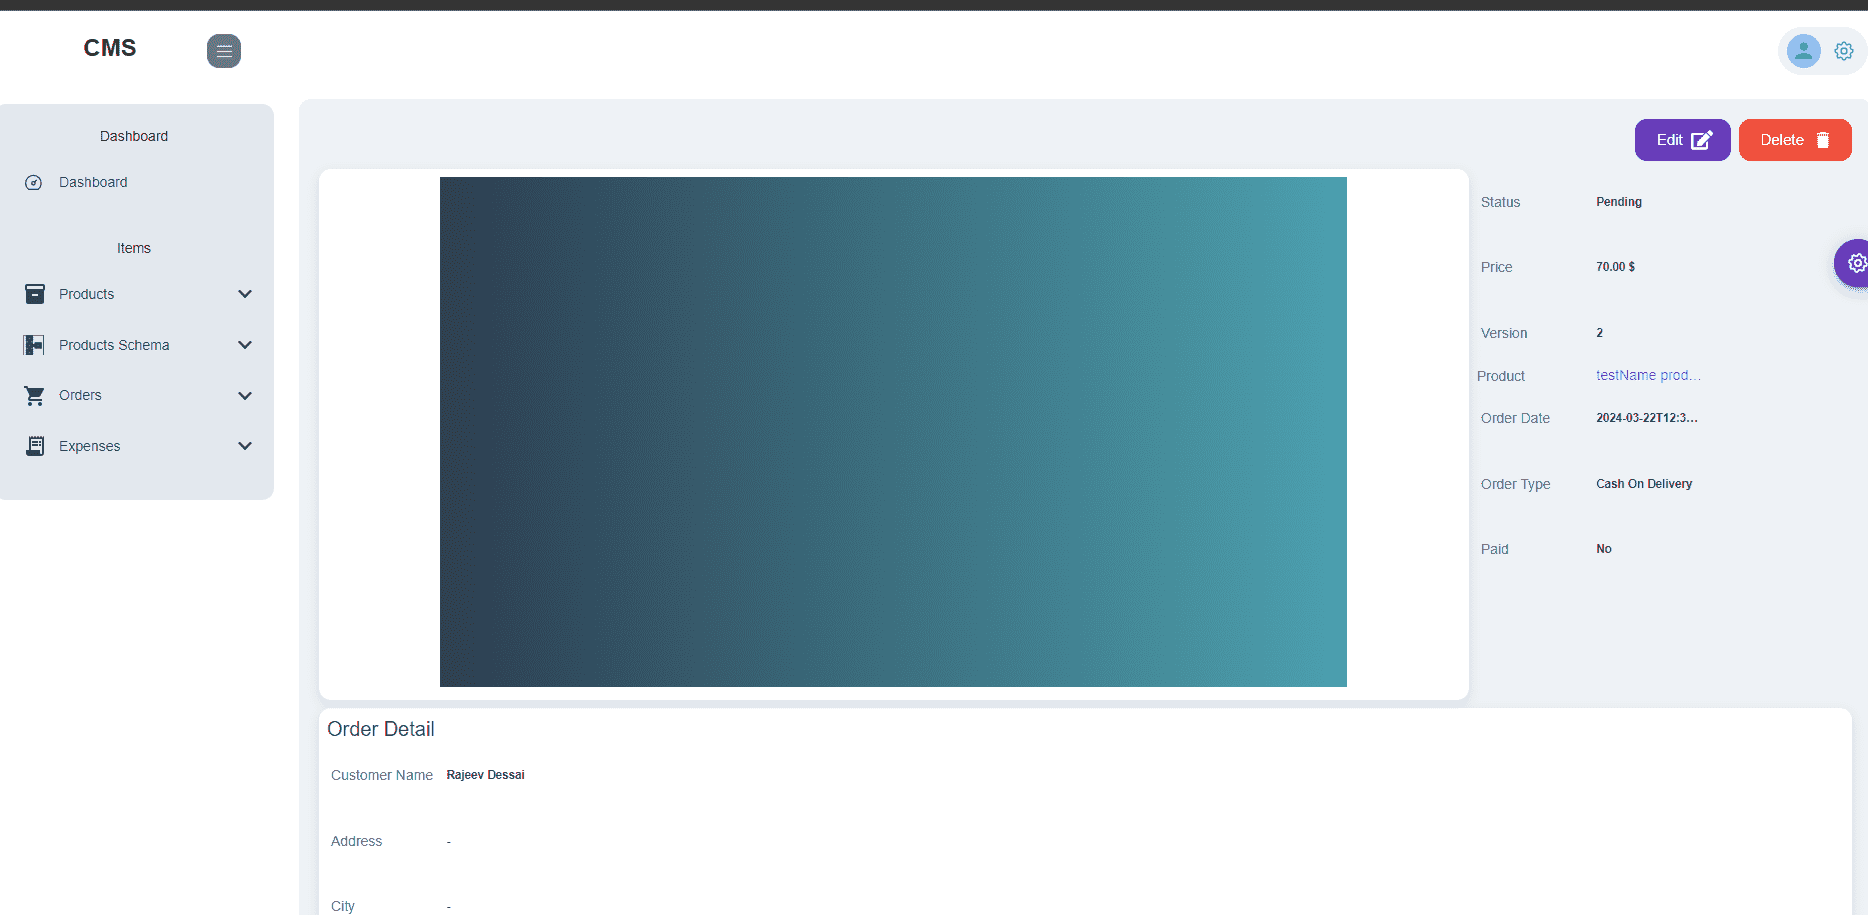 CMS
Dashboard
Dashboard
Items
Products
Products Schema
Orders
Expenses
Edit
Delete
Status Pending
Price 70.00 $
Version 2
Product testName prod...
Order Date 2024-03-22T12:3...
Order Type Cash On Delivery
Paid No
Order Detail
Customer Name Rajeev Dessai
Address -
City -